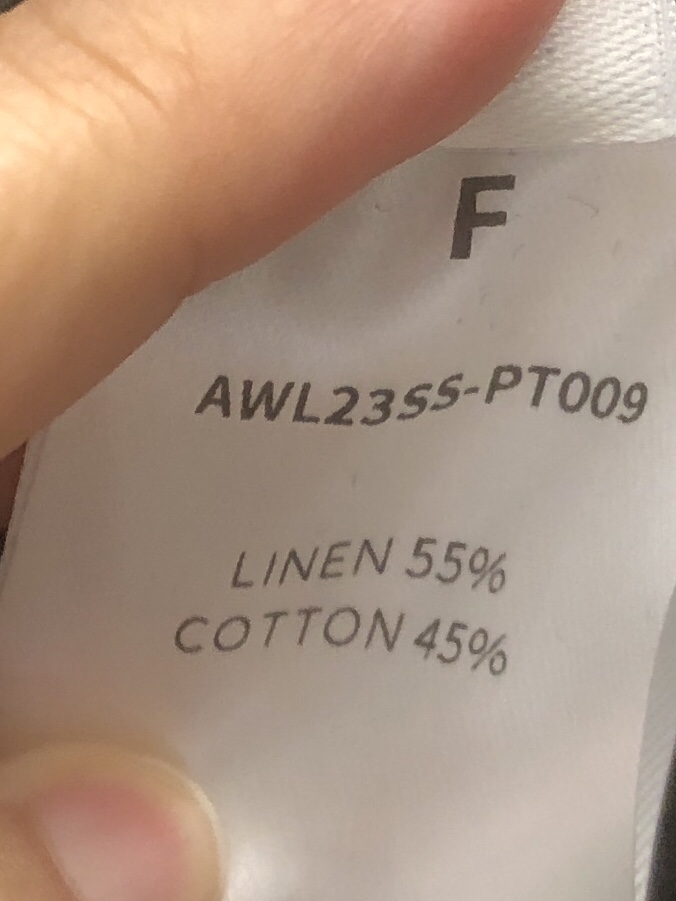 F
AWL23SS-PT009
LINEN 55%
COTTON 45%